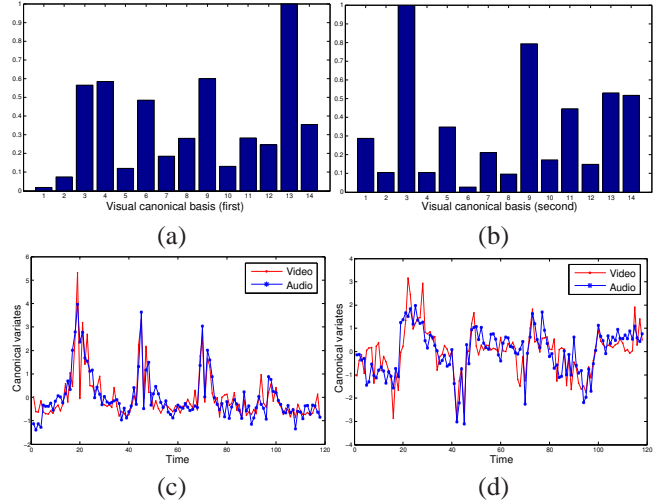 1
0.9
0.8
0.7
0.6
0.5
0.4
0.3
0.2
0.1
0
1 2 3 4 5 6 7 8 9 10 11 12 13 14
Visual canonical basis (first)
(a)
1
0.9
0.8
0.7
0.6
0.5
0.4
0.3
0.2
0.1
0
1 2 3 4 5 6 7 8 9 10 11 12 13 14
Visual canonical basis (second)
(b)
6
5
4
3
2
1
0
-1
-2
0 20 40 60 80 100 120
Canonical variates
Time
Video
Audio
(c)
4
3
2
1
0
-1
-2
-3
-4
0 20 40 60 80 100 120
Canonical variates
Time
Video
Audio
(d)